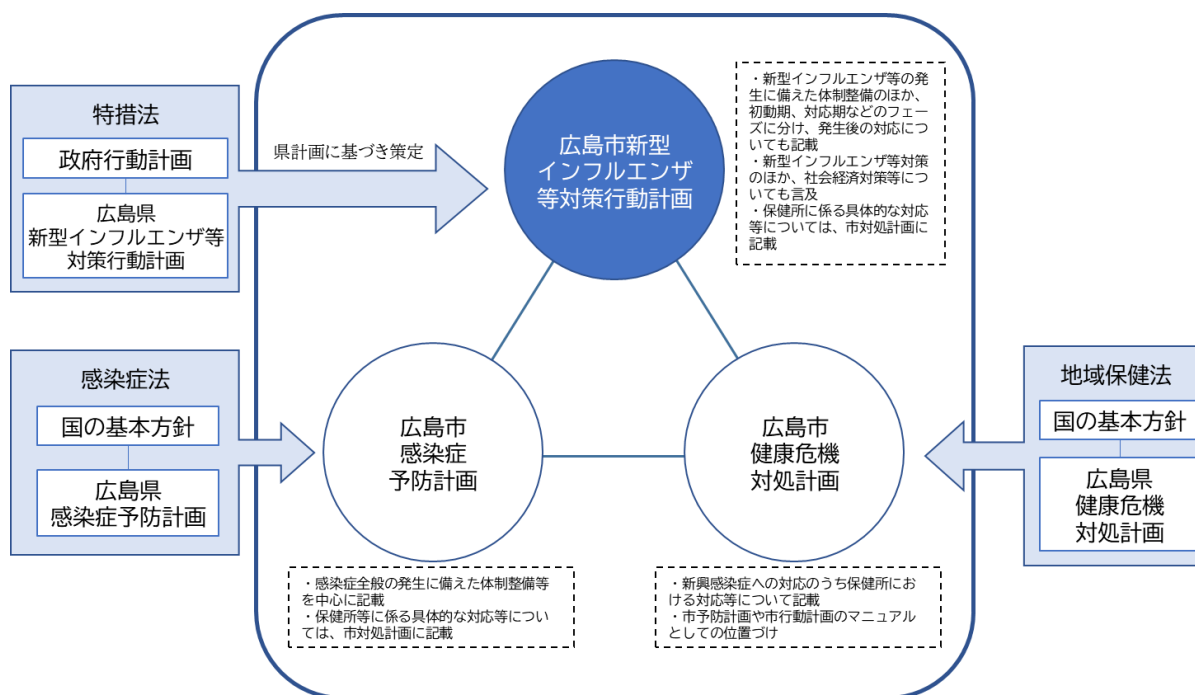 特措法
政府行動計画
広島県
新型インフルエンザ等
対策行動計画
県計画に基づき策定
広島市新型
インフルエンザ
等対策行動計画
・新型インフルエンザ等の発
生に備えた体制整備のほか、
初動期、対応期などのフェー
ズに分け、発生後の対応につ
いても記載
・新型インフルエンザ等対策
のほか、社会経済対策等につ
いても言及
・保健所に係る具体的な対応
等については、市対処計画に
記載
感染症法
国の基本方針
広島県
感染症予防計画
広島市
感染症
予防計画
広島市
健康危機
対処計画
地域保健法
国の基本方針
広島県
健康危機
対処計画
・感染症全般の発生に備えた体制整備等
を中心に記載
・保健所等に係る具体的な対応等につい
ては、市対処計画に記載
・新興感染症への対応のうち保健所にお
ける対応等について記載
・市予防計画や市行動計画のマニュアル
としての位置づけ